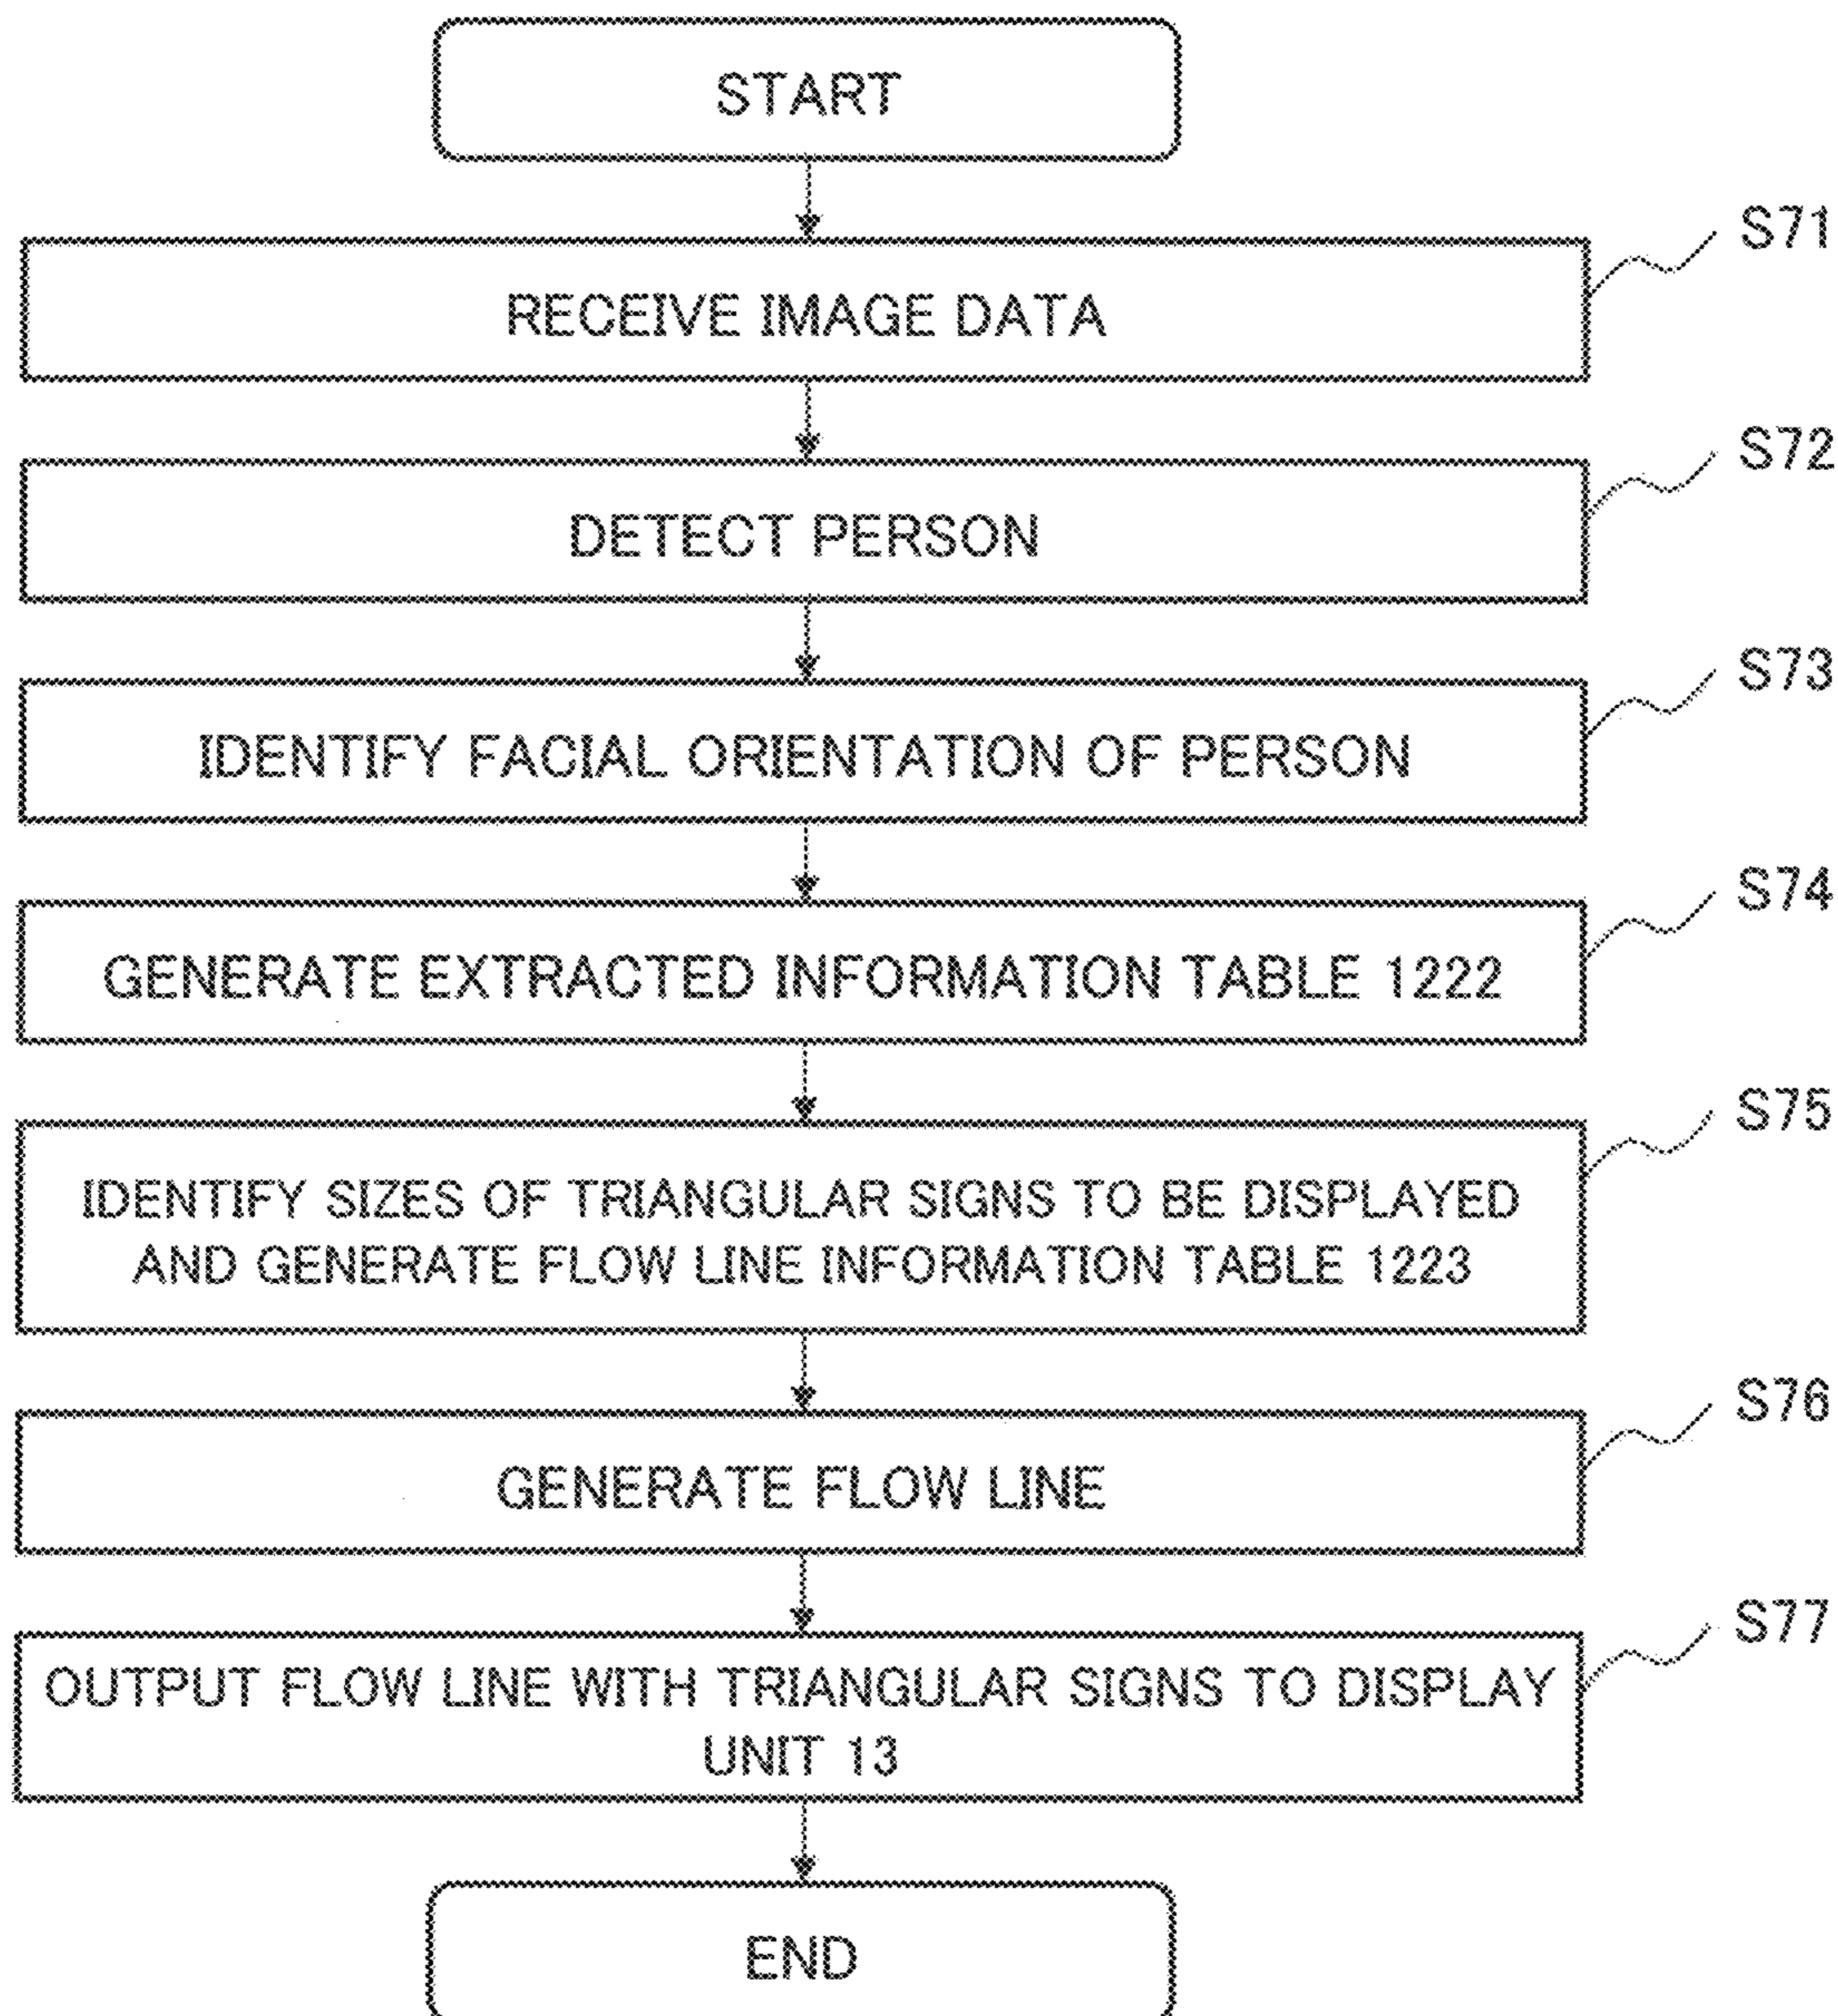 START
S71
RECEIVE IMAGE DATA
S72
DETECT PERSON
S73
IDENTIFY FACIAL ORIENTATION OF PERSON
S74
GENERATE EXTRACTED INFORMATION TABLE 1222
S75
IDENTIFY SIZES OF TRIANGULAR SIGNS TO BE DISPLAYED
AND GENERATE FLOW LINE INFORMATION TABLE 1223
S76
GENERATE FLOW LINE
S77
OUTPUT FLOW LINE WITH TRIANGULAR SIGNS TO DISPLAY
UNIT 13
END